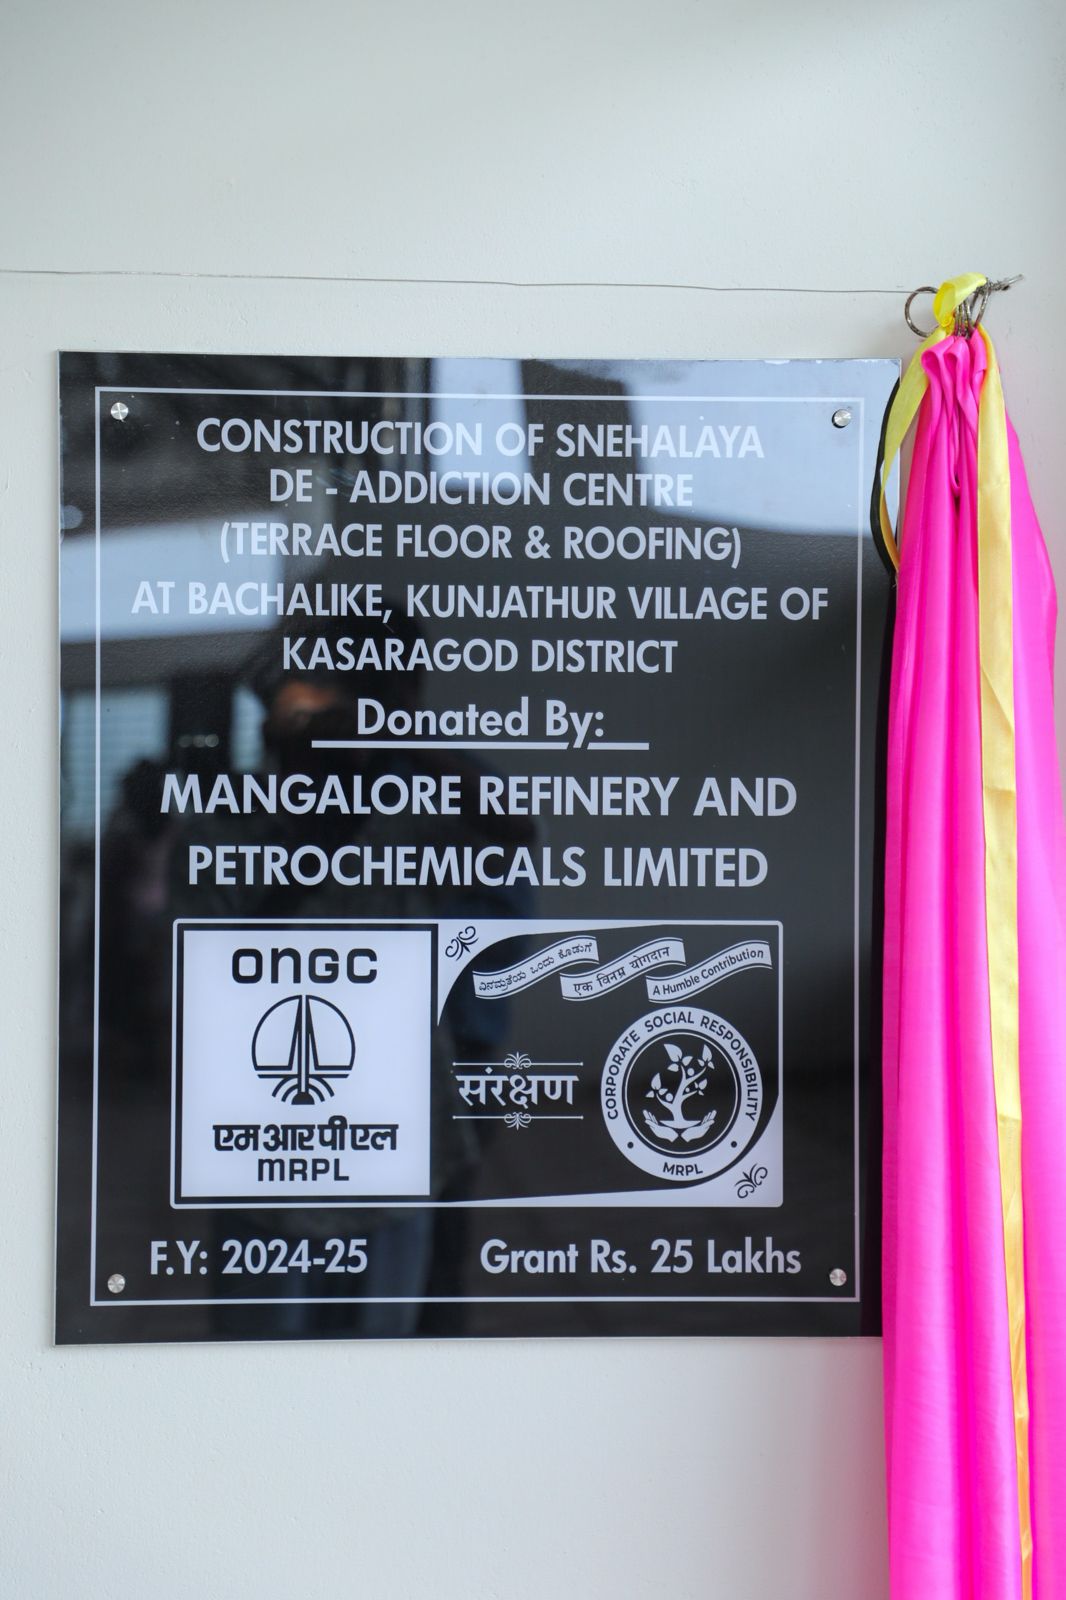 CONSTRUCTION OF SNEHALAYA
DE - ADDICTION CENTRE
(TERRACE FLOOR & ROOFING)
AT BACHALIKE, KUNJATHUR VILLAGE OF
KASARAGOD DISTRICT
Donated By:
MANGALORE REFINERY AND
PETROCHEMICALS LIMITED
ONGC
एमआरपीएल
MRPL
ವಿನಮ್ರತೆಯ ಒಂದು ಕೊಡುಗೆ
एक विनम्र योगदान
A Humble Contribution
संरक्षण
CORPORATE SOCIAL RESPONSIBILITY
MRPL
F.Y: 2024-25
Grant Rs. 25 Lakhs